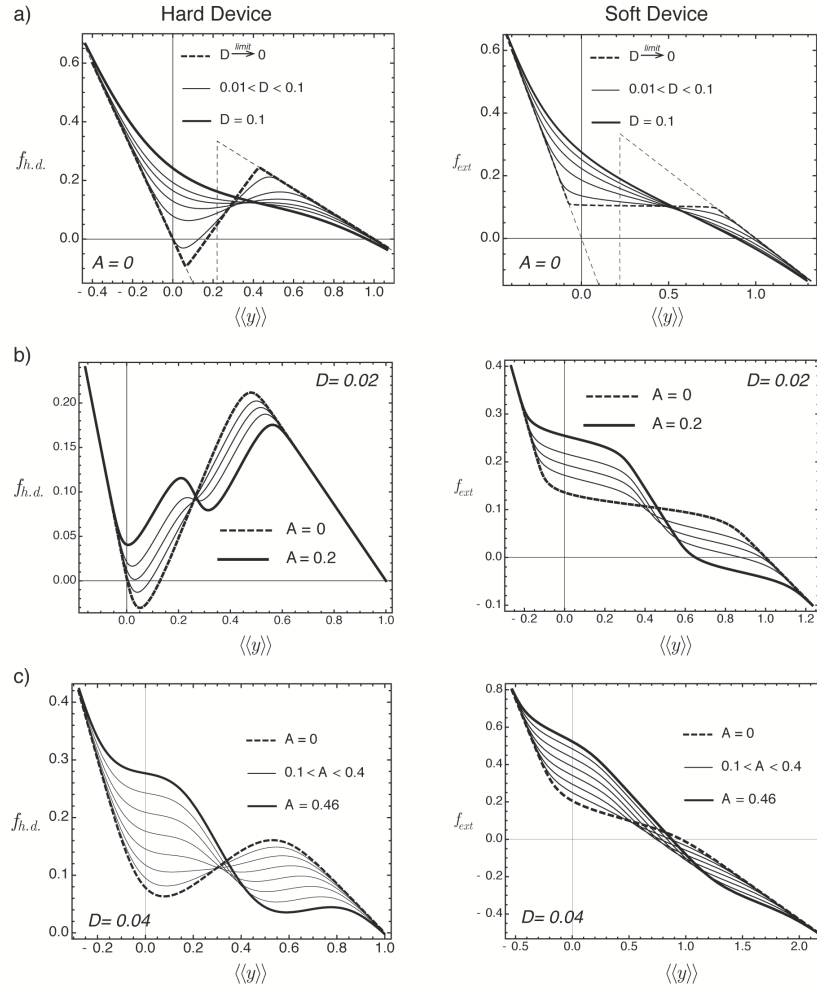 Hard Device
Soft Device
a)
D limit→ 0
0.01 < D < 0.1
D = 0.1
f_{h.d.}
0.6
0.4
0.2
0.0
A = 0
- 0.4 - 0.2 0.0 0.2 0.4 0.6 0.8 1.0
⟨⟨y⟩⟩
D limit→ 0
0.01 < D < 0.1
D = 0.1
f_{ext}
0.6
0.4
0.2
0.0
A = 0
0.0 0.5 1.0
⟨⟨y⟩⟩
b)
D= 0.02
f_{h.d.}
0.20
0.15
0.10
0.05
0.00
A = 0
A = 0.2
0.0 0.2 0.4 0.6 0.8 1.0
⟨⟨y⟩⟩
D= 0.02
A = 0
A = 0.2
f_{ext}
0.4
0.3
0.2
0.1
0.0
- 0.1
- 0.2 0.0 0.2 0.4 0.6 0.8 1.0 1.2
⟨⟨y⟩⟩
c)
A = 0
0.1 < A < 0.4
A = 0.46
f_{h.d.}
0.4
0.3
0.2
0.1
0.0
D= 0.04
- 0.2 0.0 0.2 0.4 0.6 0.8 1.0
⟨⟨y⟩⟩
A = 0
0.1 < A < 0.4
A = 0.46
f_{ext}
0.8
0.6
0.4
0.2
0.0
- 0.2
- 0.4
D= 0.04
- 0.5 0.0 0.5 1.0 1.5 2.0
⟨⟨y⟩⟩